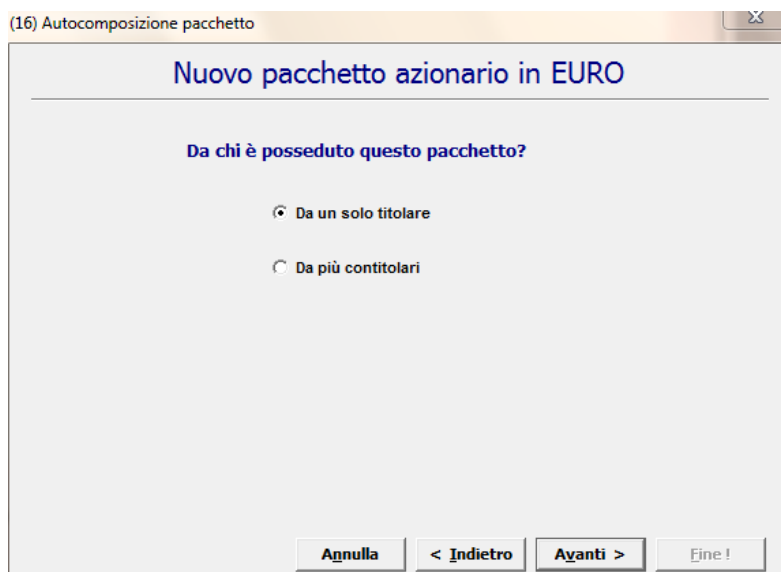 (16) Autocomposizione pacchetto
Nuovo pacchetto azionario in EURO
Da chi è posseduto questo pacchetto?
Da un solo titolare
Da più contitolari
Annulla < Indietro Avanti > Fine !